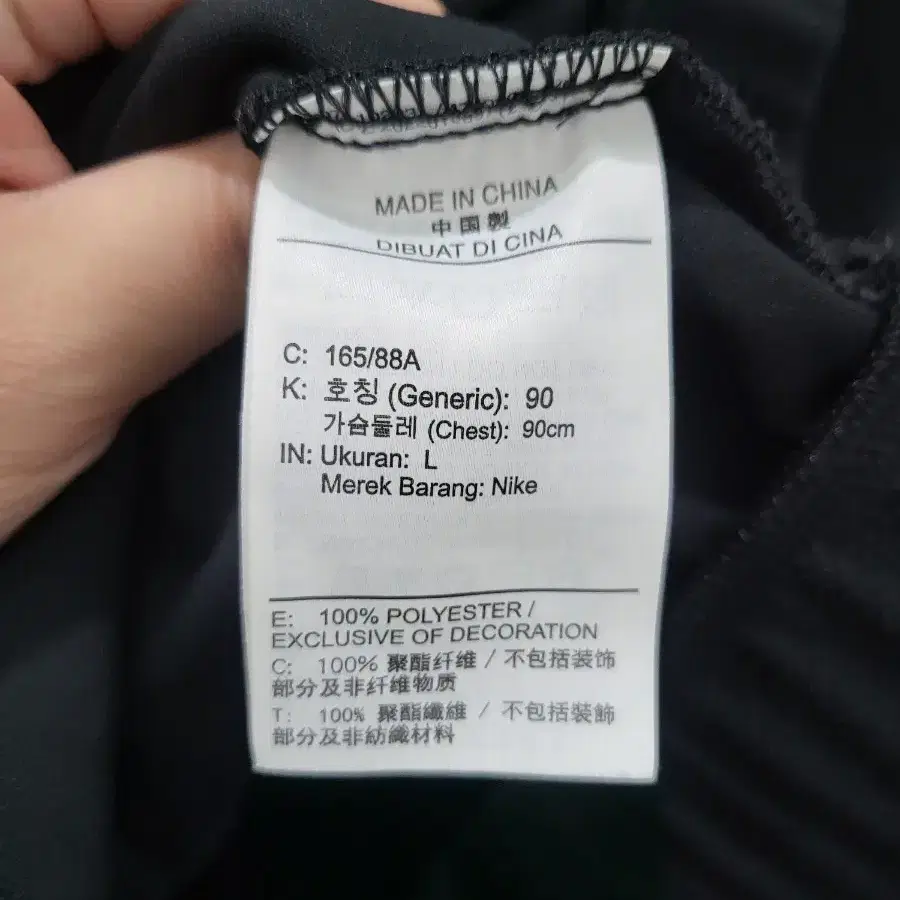 MADE IN CHINA
中国製
DIBUAT DI CINA
C: 165/88A
K: 호칭 (Generic): 90
가슴둘레 (Chest): 90cm
IN: Ukuran: L
Merek Barang: Nike
E: 100% POLYESTER /
EXCLUSIVE OF DECORATION
C: 100% 聚酯纤维 / 不包括装饰
部分及非纤维物质
T: 100% 聚酯纖維 / 不包括裝飾
部分及非紡織材料